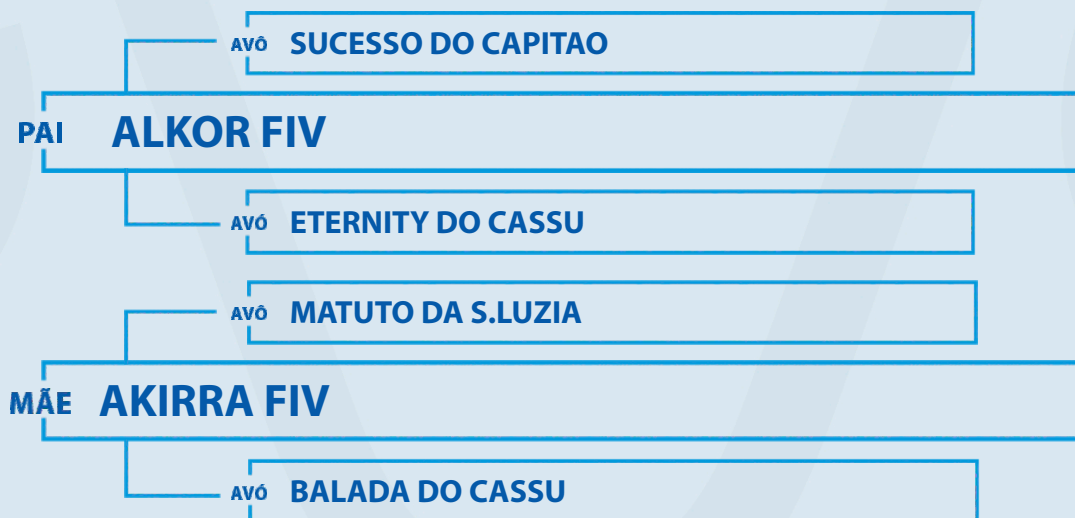 AVÔ SUCESSO DO CAPITAO
PAI ALKOR FIV
AVÓ ETERNITY DO CASSU
AVÔ MATUTO DA S.LUZIA
MÃE AKIRRA FIV
AVÓ BALADA DO CASSU